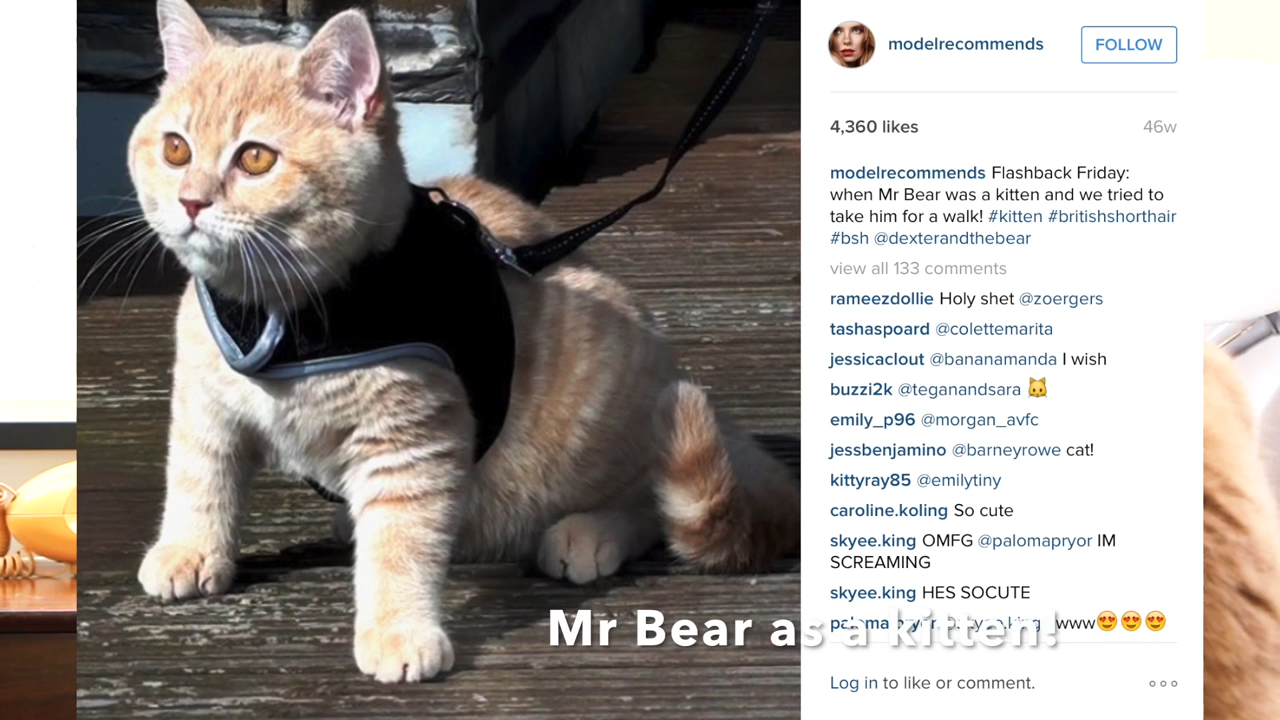 modelrecommends
FOLLOW
4,360 likes
46w
modelrecommends Flashback Friday:
when Mr Bear was a kitten and we tried to
take him for a walk! #kitten #britishshorthair
#bsh @dexterandthebear
view all 133 comments
rameezdollie Holy shet @zoergers
tashaspoard @colettemarita
jessicaclout @bananamanda I wish
buzzi2k @teganandsara 🐱
emily_p96 @morgan_avfc
jessbenjamino @barneyrowe cat!
kittyray85 @emilytiny
caroline.koling So cute
skyee.king OMFG @palomapryor IM
SCREAMING
skyee.king HES SOCUTE
😍😍😍
Mr Bear as a kitten!
Log in to like or comment.